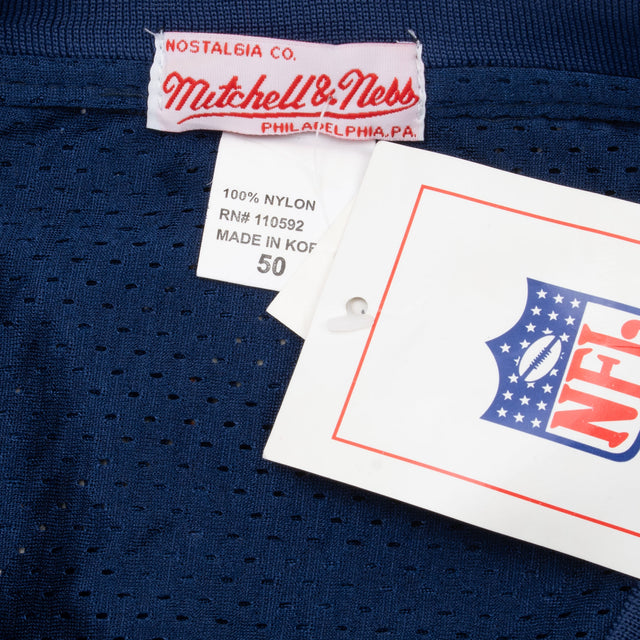 NOSTALGIA CO.
Mitchell & Ness
PHILADELPHIA, PA.
100% NYLON
RN# 110592
MADE IN KOR
50
NFL